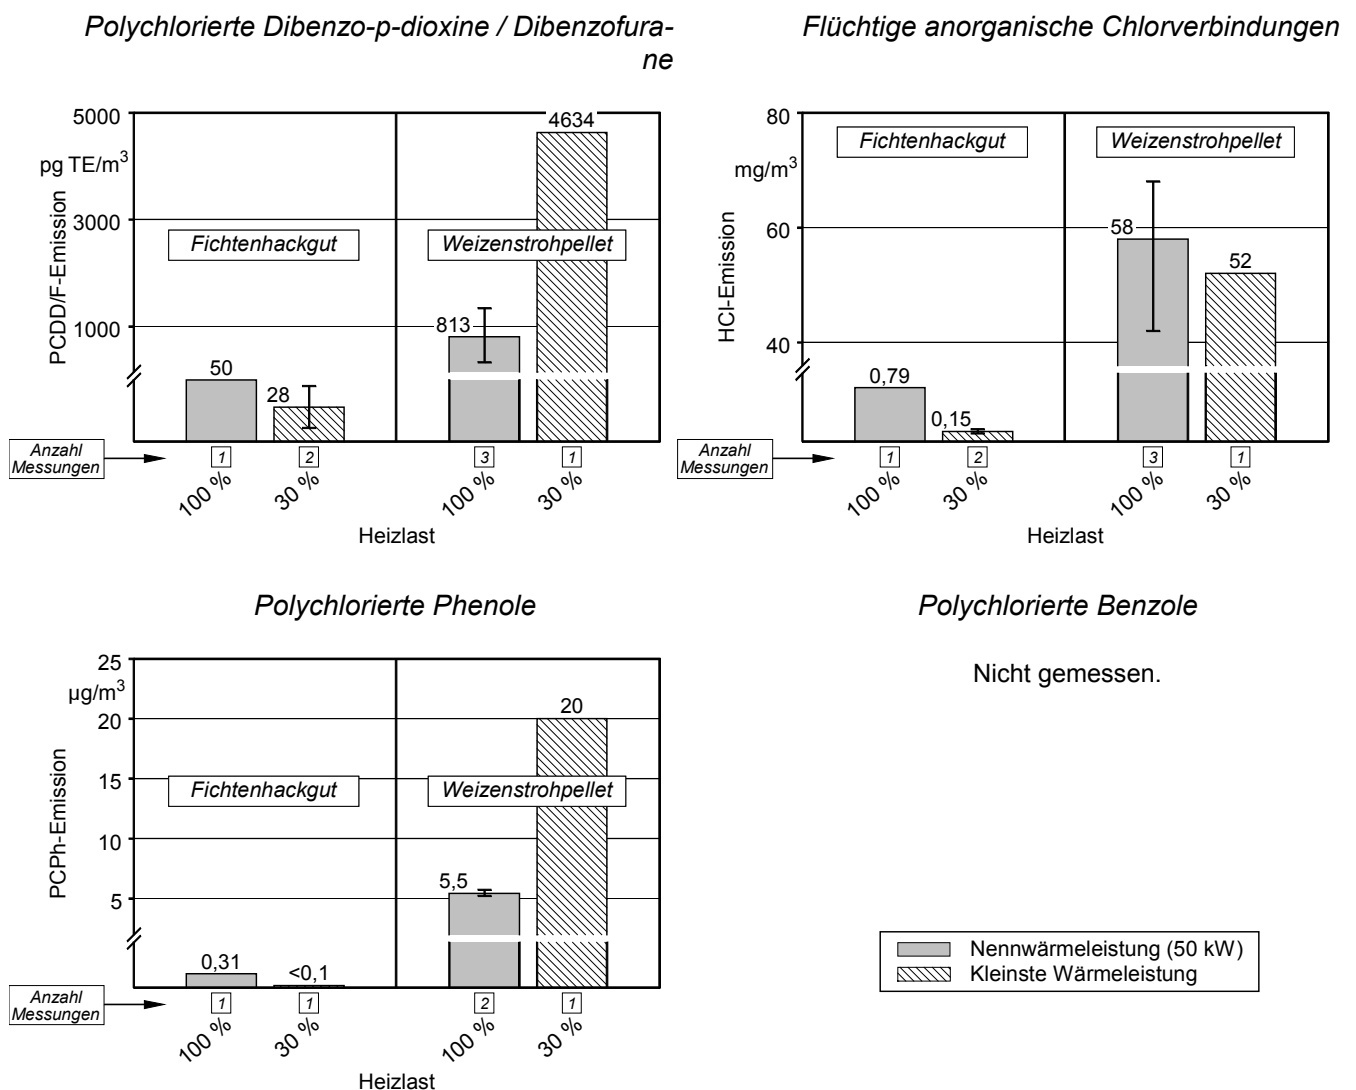 Polychlorierte Dibenzo-p-dioxine / Dibenzofura-
ne
5000
pg TE/m³
3000
1000
PCDD/F-Emission
Fichtenhackgut
Weizenstrohpellet
50
28
813
4634
Anzahl
Messungen
1
2
3
1
100 %
30 %
100 %
30 %
Heizlast
Flüchtige anorganische Chlorverbindungen
80
mg/m³
60
40
HCl-Emission
Fichtenhackgut
Weizenstrohpellet
0,79
0,15
58
52
Anzahl
Messungen
1
2
3
1
100 %
30 %
100 %
30 %
Heizlast
Polychlorierte Phenole
25
µg/m³
20
15
10
5
PCPh-Emission
Fichtenhackgut
Weizenstrohpellet
0,31
<0,1
5,5
20
Anzahl
Messungen
1
1
2
1
100 %
30 %
100 %
30 %
Heizlast
Polychlorierte Benzole
Nicht gemessen.
Nennwärmeleistung (50 kW)
Kleinste Wärmeleistung